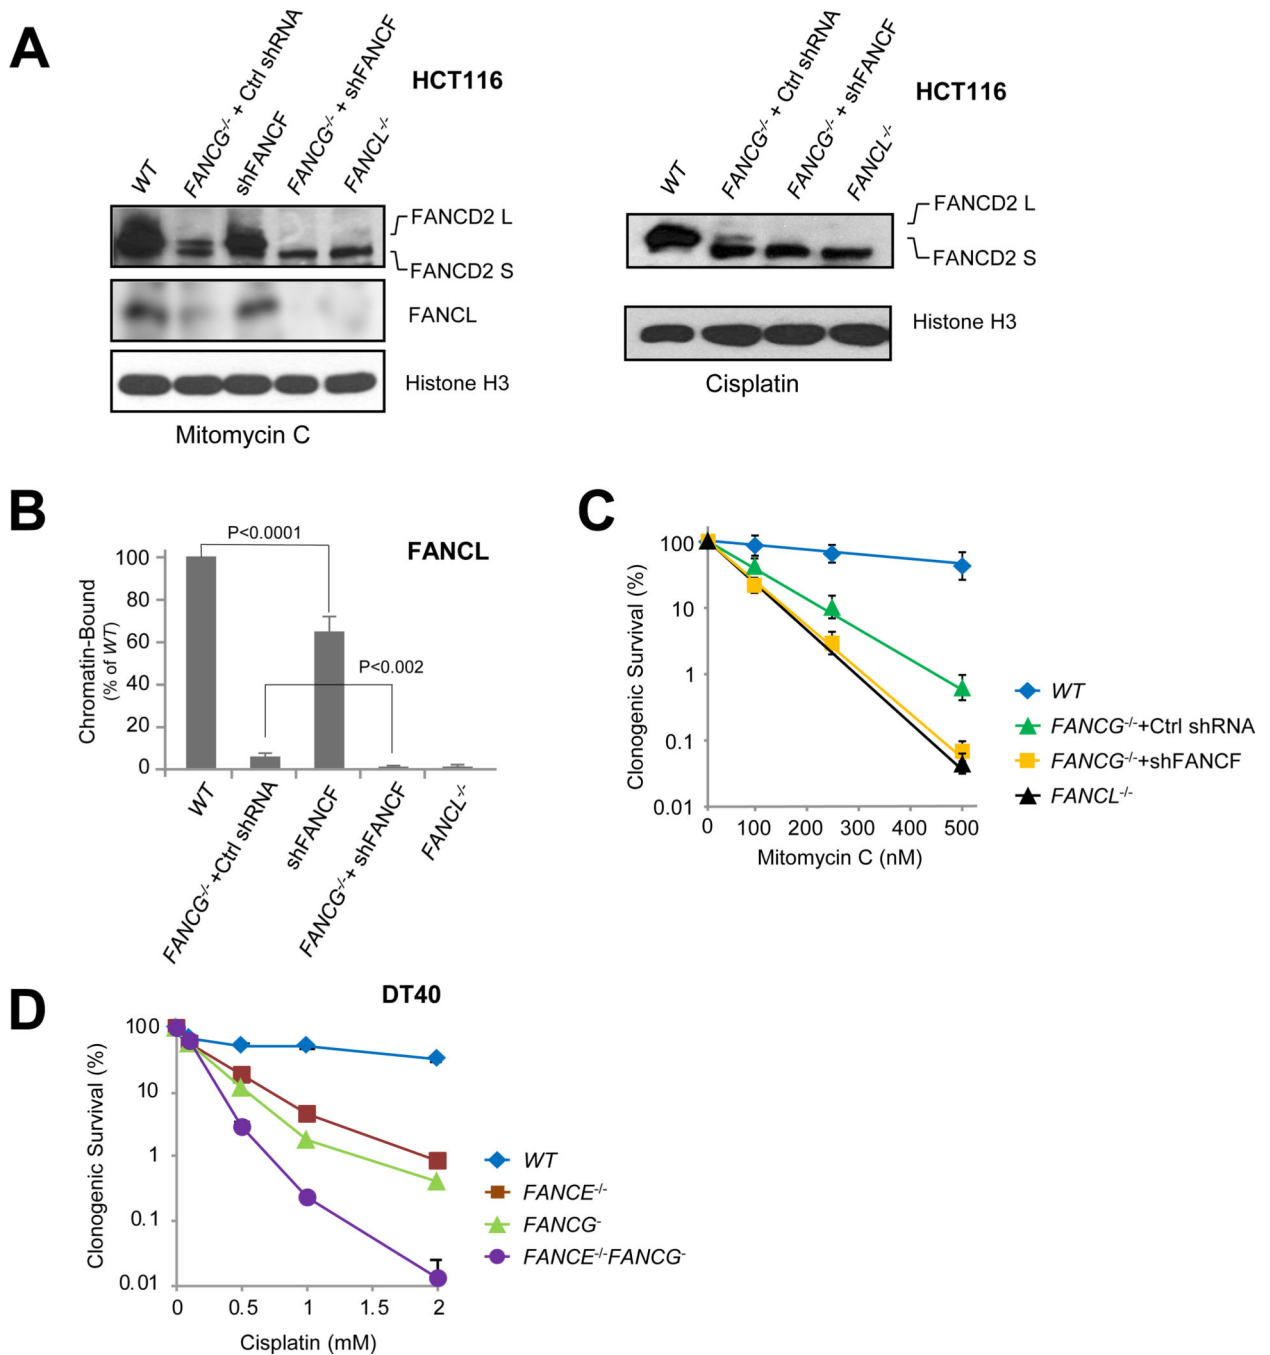 A
HCT116
WT
FANCG-/- + Ctrl shRNA
shFANCF
FANCG-/- + shFANCF
FANCL-/-
FANCD2 L
FANCD2 S
FANCL
Histone H3
Mitomycin C
HCT116
WT
FANCG-/- + Ctrl shRNA
FANCG-/- + shFANCF
FANCL-/-
FANCD2 L
FANCD2 S
Histone H3
Cisplatin
B
FANCL
P<0.0001
P<0.002
Chromatin-Bound
(% of WT)
100
80
60
40
20
0
WT
FANCG-/- +Ctrl shRNA
shFANCF
FANCG-/-+ shFANCF
FANCL-/-
C
Clonogenic Survival (%)
100
10
1
0.1
0.01
0 100 200 300 400 500
Mitomycin C (nM)
WT
FANCG-/-+Ctrl shRNA
FANCG-/-+shFANCF
FANCL-/-
D
DT40
Clonogenic Survival (%)
100
10
1
0.1
0.01
0 0.5 1 1.5 2
Cisplatin (mM)
WT
FANCE-/-
FANCG-
FANCE-/-FANCG-